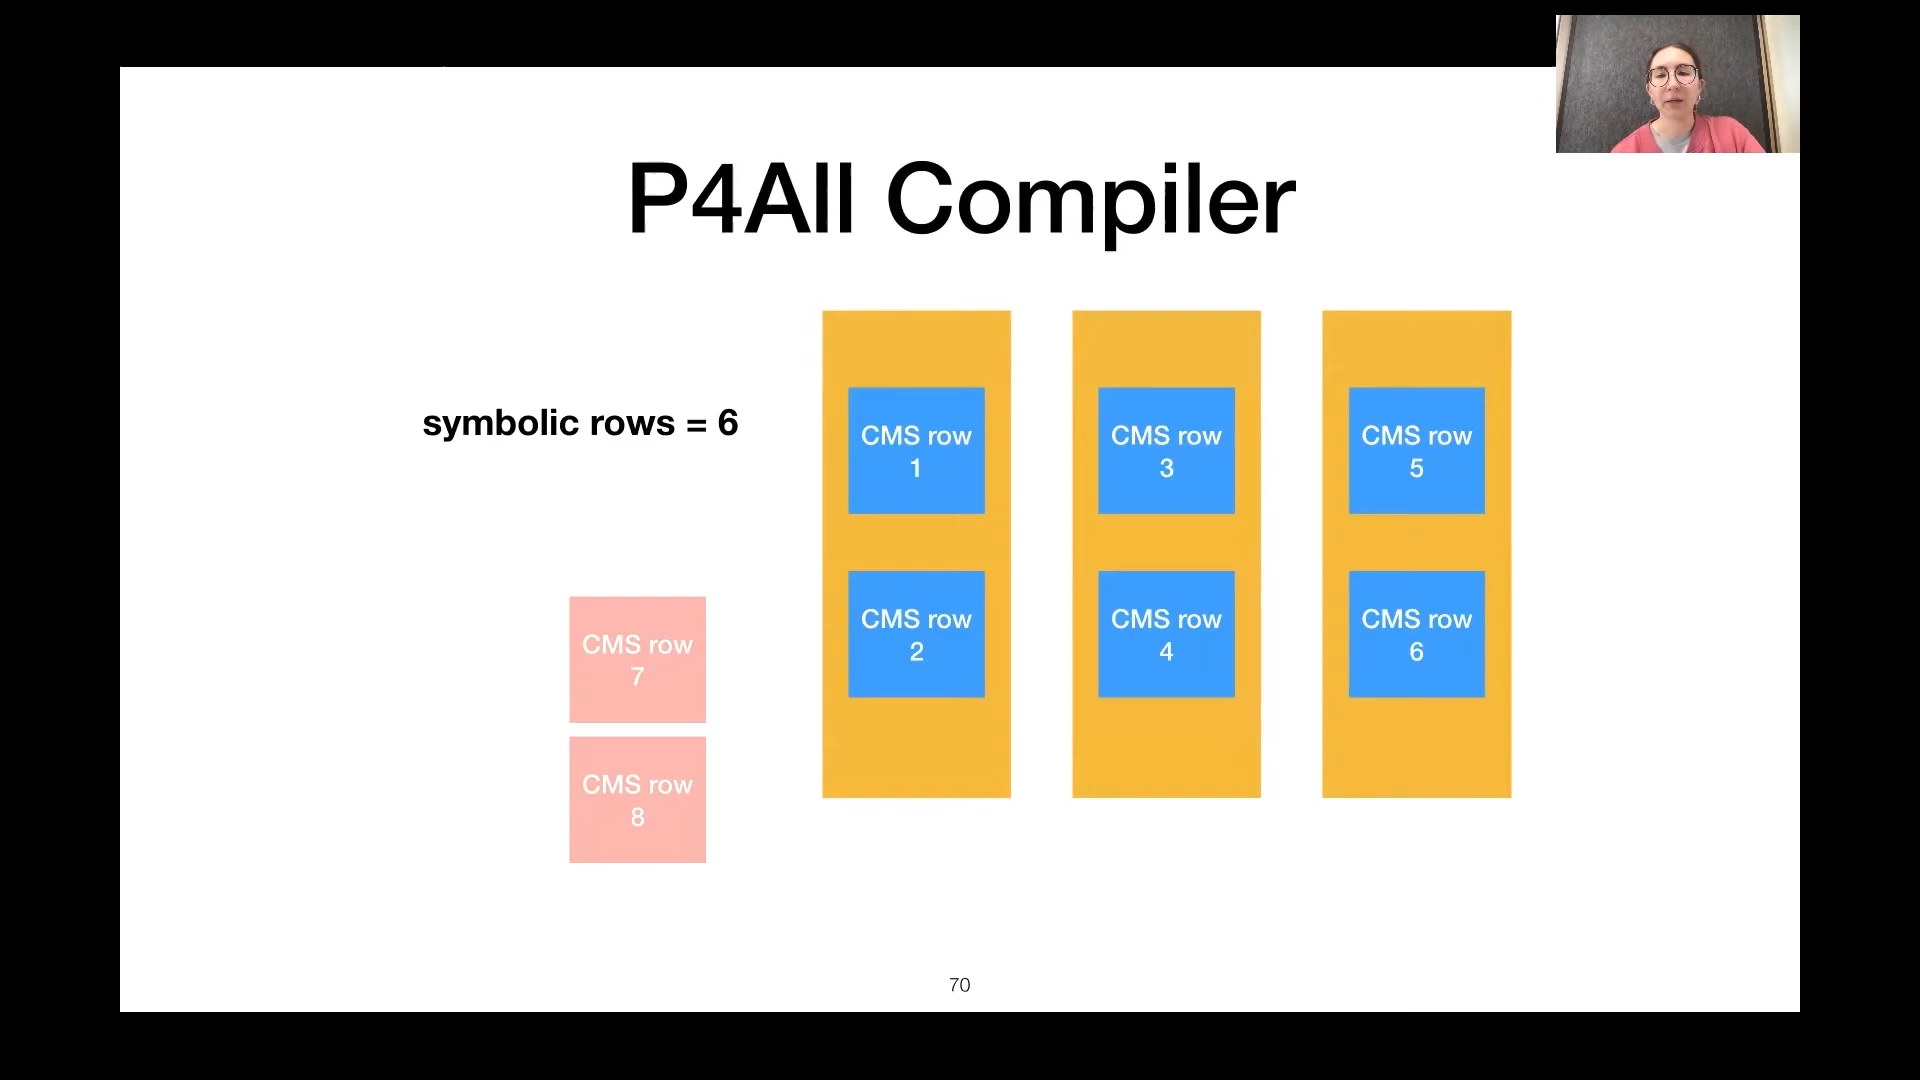 P4All Compiler
symbolic rows = 6
CMS row
1
CMS row
3
CMS row
5
CMS row
2
CMS row
4
CMS row
6
CMS row
7
CMS row
8
70